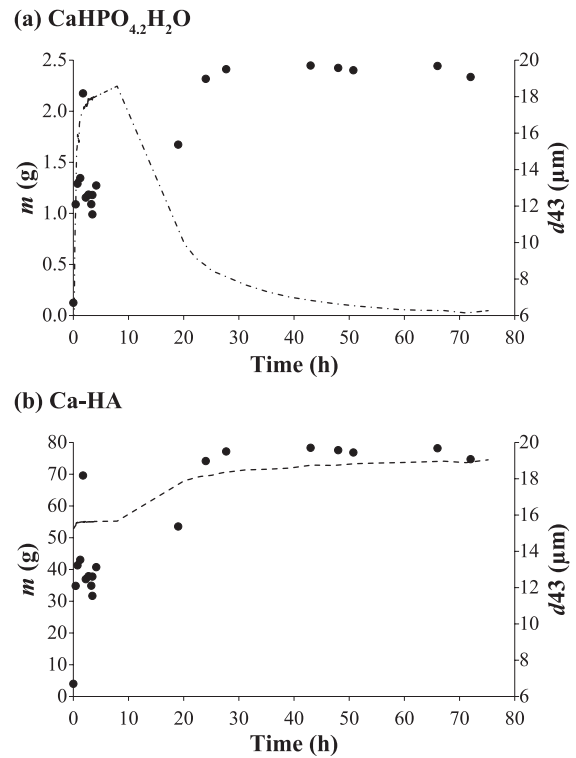 (a) CaHPO4.2H2O
2.5 20
2.0 18
1.5 16
1.0 14
0.5 12
0.0 10
8
6
m (g)
d43 (µm)
0 10 20 30 40 50 60 70 80
Time (h)
(b) Ca-HA
80 20
70 18
60 16
50 14
40 12
30 10
20 8
10 6
0
m (g)
d43 (µm)
0 10 20 30 40 50 60 70 80
Time (h)